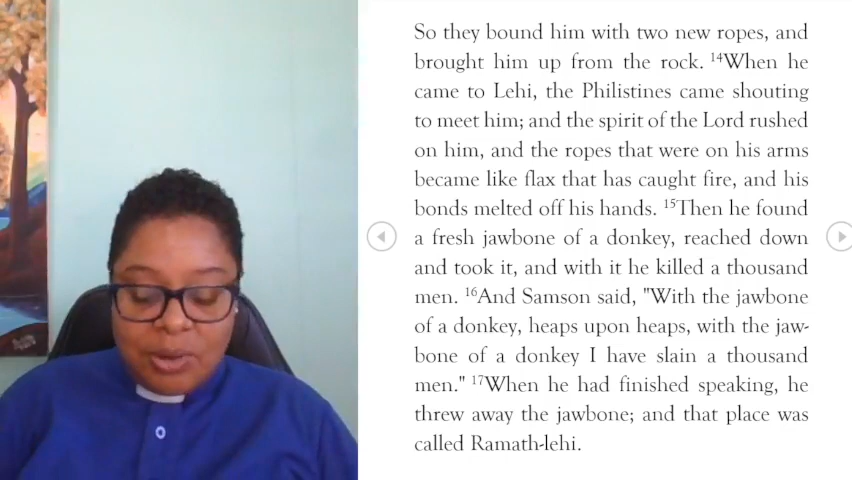 So they bound him with two new ropes, and
brought him up from the rock. ¹⁴When he
came to Lehi, the Philistines came shouting
to meet him; and the spirit of the Lord rushed
on him, and the ropes that were on his arms
became like flax that has caught fire, and his
bonds melted off his hands. ¹⁵Then he found
a fresh jawbone of a donkey, reached down
and took it, and with it he killed a thousand
men. ¹⁶And Samson said, "With the jawbone
of a donkey, heaps upon heaps, with the jaw-
bone of a donkey I have slain a thousand
men." ¹⁷When he had finished speaking, he
threw away the jawbone; and that place was
called Ramath-lehi.